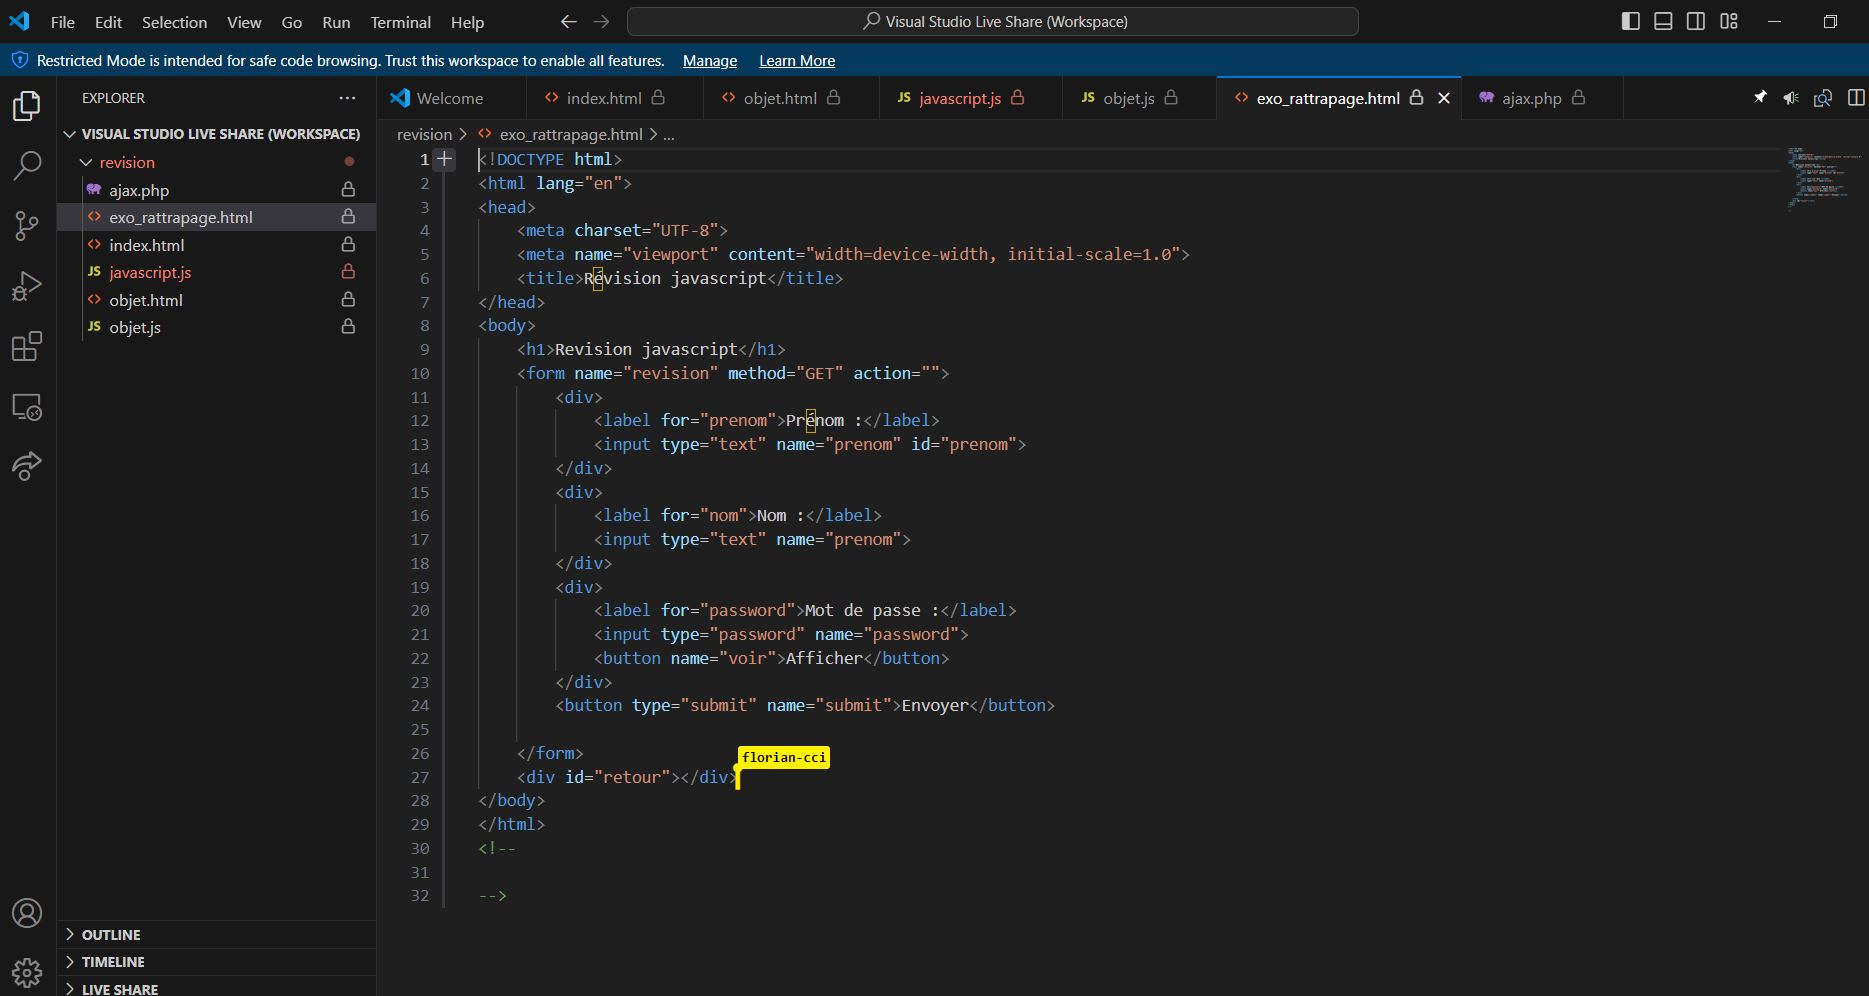 File Edit Selection View Go Run Terminal Help Visual Studio Live Share (Workspace)
Restricted Mode is intended for safe code browsing. Trust this workspace to enable all features. Manage Learn More
EXPLORER
VISUAL STUDIO LIVE SHARE (WORKSPACE)
revision
ajax.php
exo_rattrapage.html
index.html
JS javascript.js
objet.html
JS objet.js
OUTLINE
TIMELINE
LIVE SHARE
Welcome index.html objet.html JS javascript.js JS objet.js exo_rattrapage.html ajax.php
revision > exo_rattrapage.html > ...
1 <!DOCTYPE html>
2 <html lang="en">
3 <head>
4 <meta charset="UTF-8">
5 <meta name="viewport" content="width=device-width, initial-scale=1.0">
6 <title>Révision javascript</title>
7 </head>
8 <body>
9 <h1>Revision javascript</h1>
10 <form name="revision" method="GET" action="">
11 <div>
12 <label for="prenom">Prénom :</label>
13 <input type="text" name="prenom" id="prenom">
14 </div>
15 <div>
16 <label for="nom">Nom :</label>
17 <input type="text" name="prenom">
18 </div>
19 <div>
20 <label for="password">Mot de passe :</label>
21 <input type="password" name="password">
22 <button name="voir">Afficher</button>
23 </div>
24 <button type="submit" name="submit">Envoyer</button>
25
26 </form>
florian-cci
27 <div id="retour"></div>
28 </body>
29 </html>
30 <!--
31
32 -->